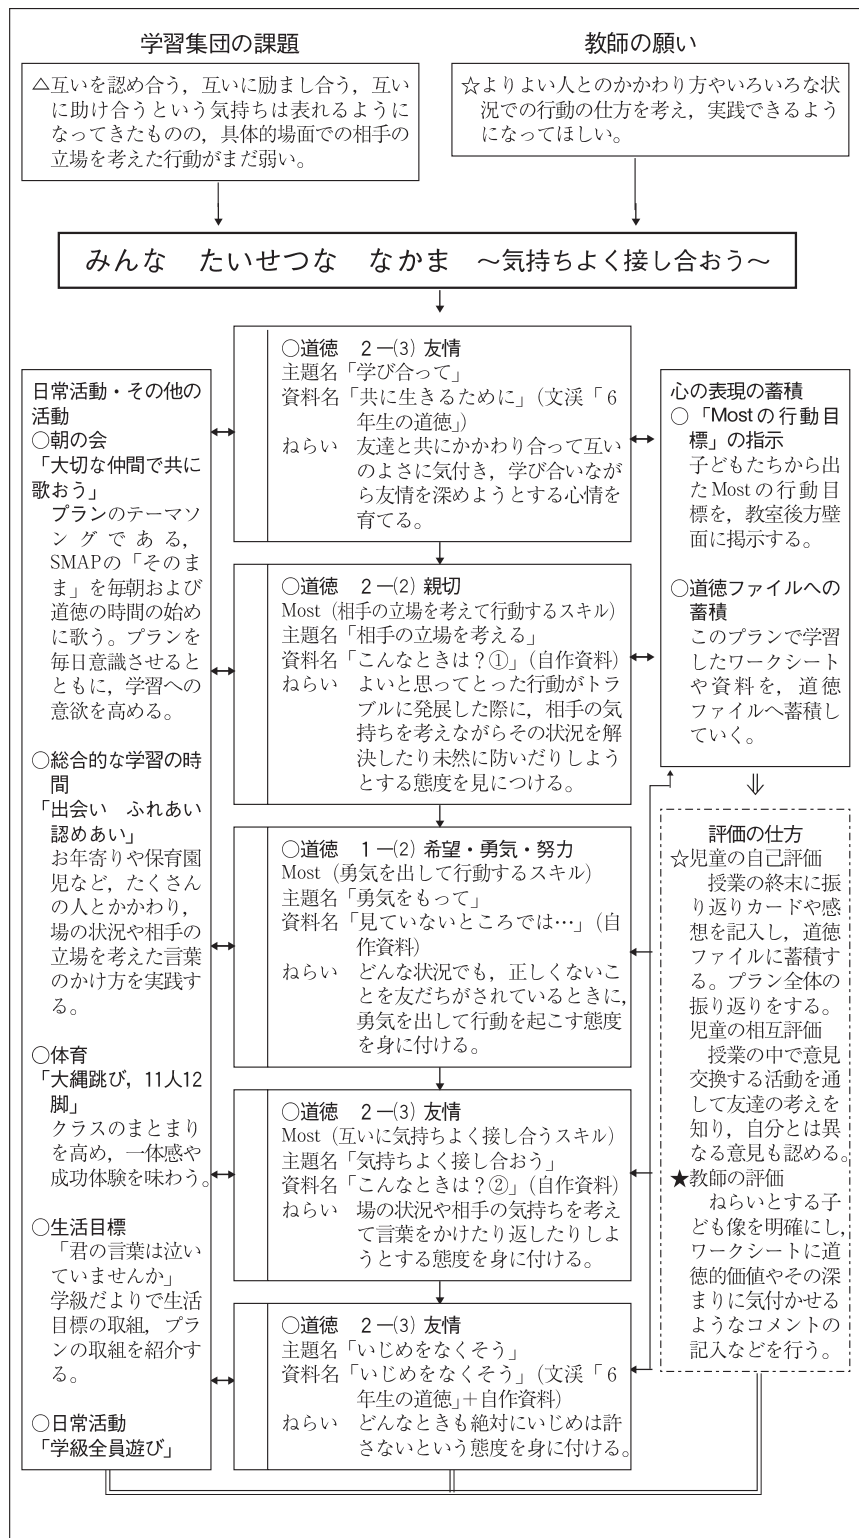 学習集団の課題
△互いを認め合う，互いに励まし合う，互い
に助け合うという気持ちは表れるように
なってきたものの，具体的場面での相手の
立場を考えた行動がまだ弱い。
教師の願い
☆よりよい人とのかかわり方やいろいろな状
況での行動の仕方を考え，実践できるよう
になってほしい。
みんな　たいせつな　なかま　～気持ちよく接し合おう～
日常活動・その他の
活動
○朝の会
「大切な仲間で共に
歌おう」
プランのテーマソ
ングである，
SMAPの「そのま
ま」を毎朝および
道徳の時間の始め
に歌う。プランを
毎日意識させると
ともに，学習への
意欲を高める。
○総合的な学習の時
間
「出会い　ふれあい
認めあい」
お年寄りや保育園
児など，たくさん
の人とかかわり，
場の状況や相手の
立場を考えた言葉
のかけ方を実践す
る。
○体育
「大縄跳び，11人12
脚」
クラスのまとまり
を高め，一体感や
成功体験を味わう。
○生活目標
「君の言葉は泣い
ていませんか」
学級だよりで生活
目標の取組，プラ
ンの取組を紹介す
る。
○日常活動
「学級全員遊び」
○道徳　2－(3) 友情
主題名「学び合って」
資料名「共に生きるために」（文渓「6
年生の道徳」）
ねらい　友達と共にかかわり合って互い
のよさに気付き，学び合いなが
ら友情を深めようとする心情を
育てる。
○道徳　2－(2) 親切
Most（相手の立場を考えて行動するスキル）
主題名「相手の立場を考える」
資料名「こんなときは？①」（自作資料）
ねらい　よいと思ってとった行動がトラ
ブルに発展した際に，相手の気
持ちを考えながらその状況を解
決したり未然に防いだりしよう
とする態度を見につける。
○道徳　1－(2) 希望・勇気・努力
Most（勇気を出して行動するスキル）
主題名「勇気をもって」
資料名「見ていないところでは…」（自
作資料）
ねらい　どんな状況でも，正しくないこ
とを友だちがされているときに，
勇気を出して行動を起こす態度
を身に付ける。
○道徳　2－(3) 友情
Most（互いに気持ちよく接し合うスキル）
主題名「気持ちよく接し合おう」
資料名「こんなときは？②」（自作資料）
ねらい　場の状況や相手の気持ちを考え
て言葉をかけたり返したりしよ
うとする態度を身に付ける。
○道徳　2－(3) 友情
主題名「いじめをなくそう」
資料名「いじめをなくそう」（文渓「6
年生の道徳」＋自作資料）
ねらい　どんなときも絶対にいじめは許
さないという態度を身に付ける。
心の表現の蓄積
○「Mostの行動目
標」の指示
子どもたちから出
たMostの行動目
標を，教室後方壁
面に掲示する。
○道徳ファイルへの
蓄積
このプランで学習
したワークシート
や資料を，道徳
ファイルへ蓄積し
ていく。
評価の仕方
☆児童の自己評価
授業の終末に振
り返りカードや感
想を記入し，道徳
ファイルに蓄積す
る。プラン全体の
振り返りをする。
児童の相互評価
授業の中で意見
交換する活動を通
して友達の考えを
知り，自分とは異
なる意見も認める。
★教師の評価
ねらいとする子
ども像を明確にし，
ワークシートに道
徳的価値やその深
まりに気付かせる
ようなコメントの
記入などを行う。